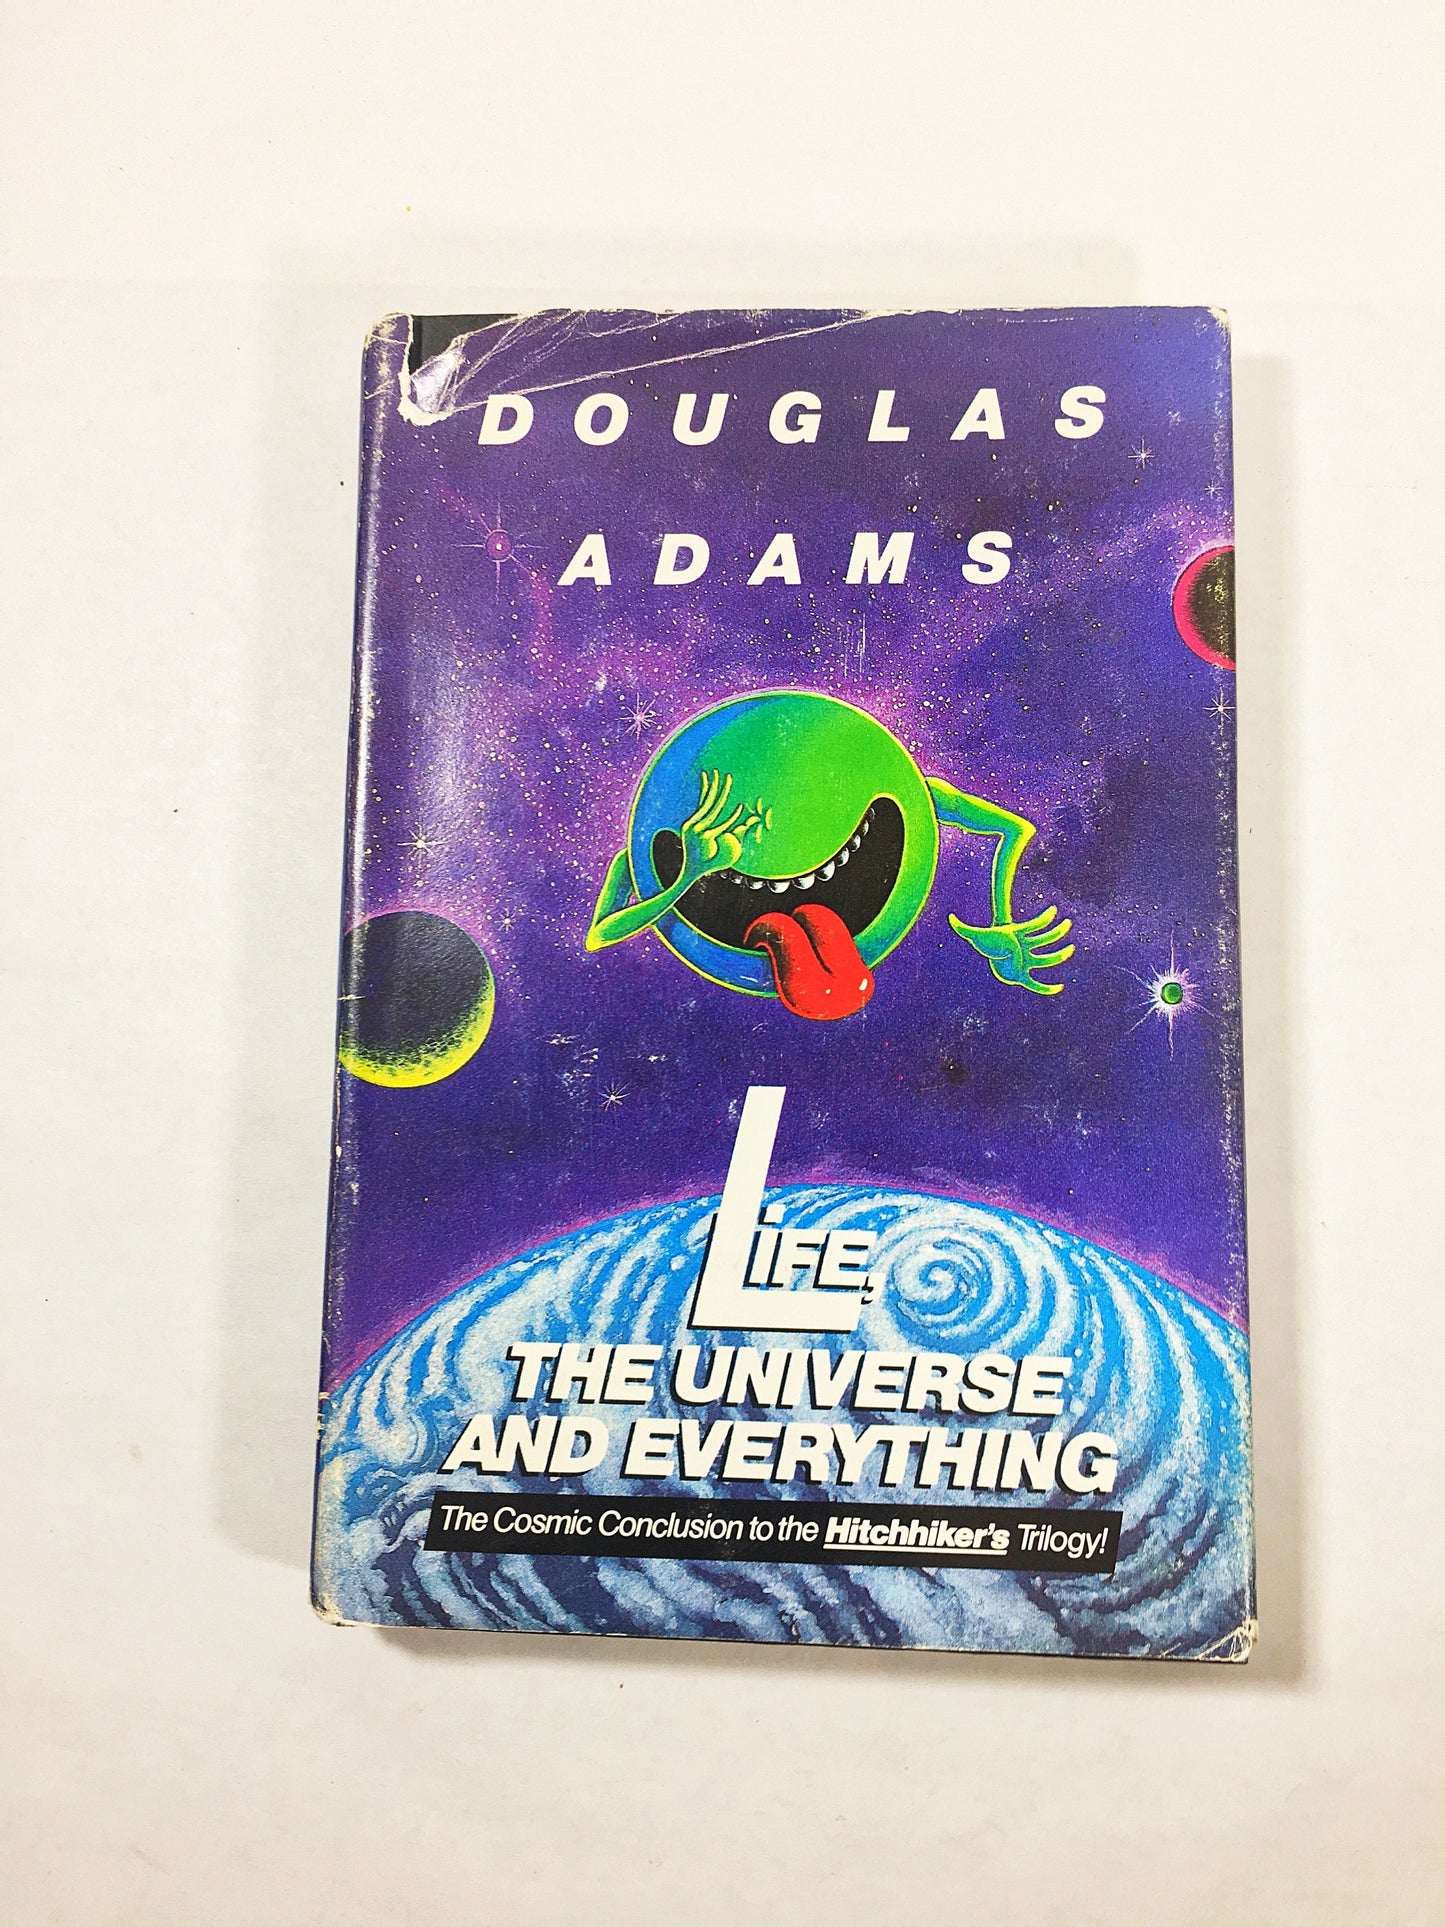 DOUGLAS
ADAMS
LiFE,
THE UNIVERSE
AND EVERYTHING
The Cosmic Conclusion to the Hitchhiker's Trilogy!